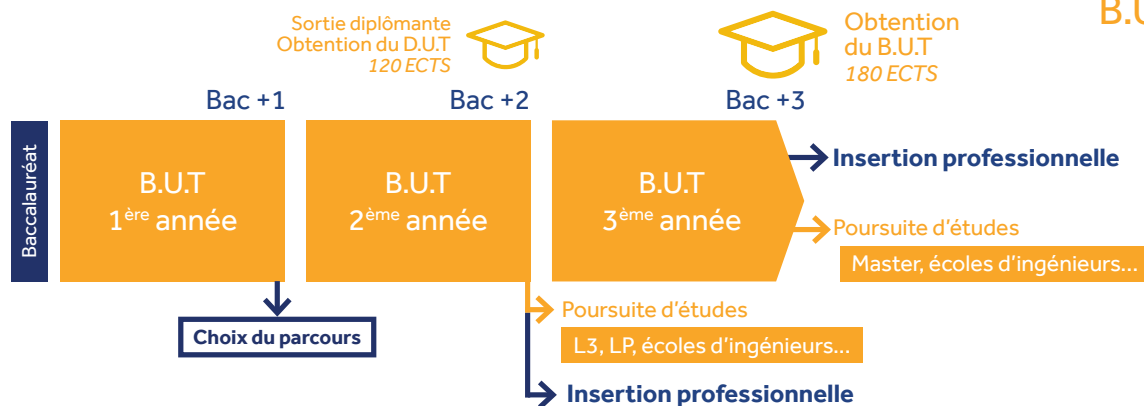 B.U
Sortie diplômante
Obtention du D.U.T
120 ECTS
Obtention
du B.U.T
180 ECTS
Bac +1
Bac +2
Bac +3
Baccalauréat
B.U.T
1ère année
B.U.T
2ème année
B.U.T
3ème année
Insertion professionnelle
Poursuite d'études
Master, écoles d'ingénieurs...
Choix du parcours
Poursuite d'études
L3, LP, écoles d'ingénieurs...
Insertion professionnelle